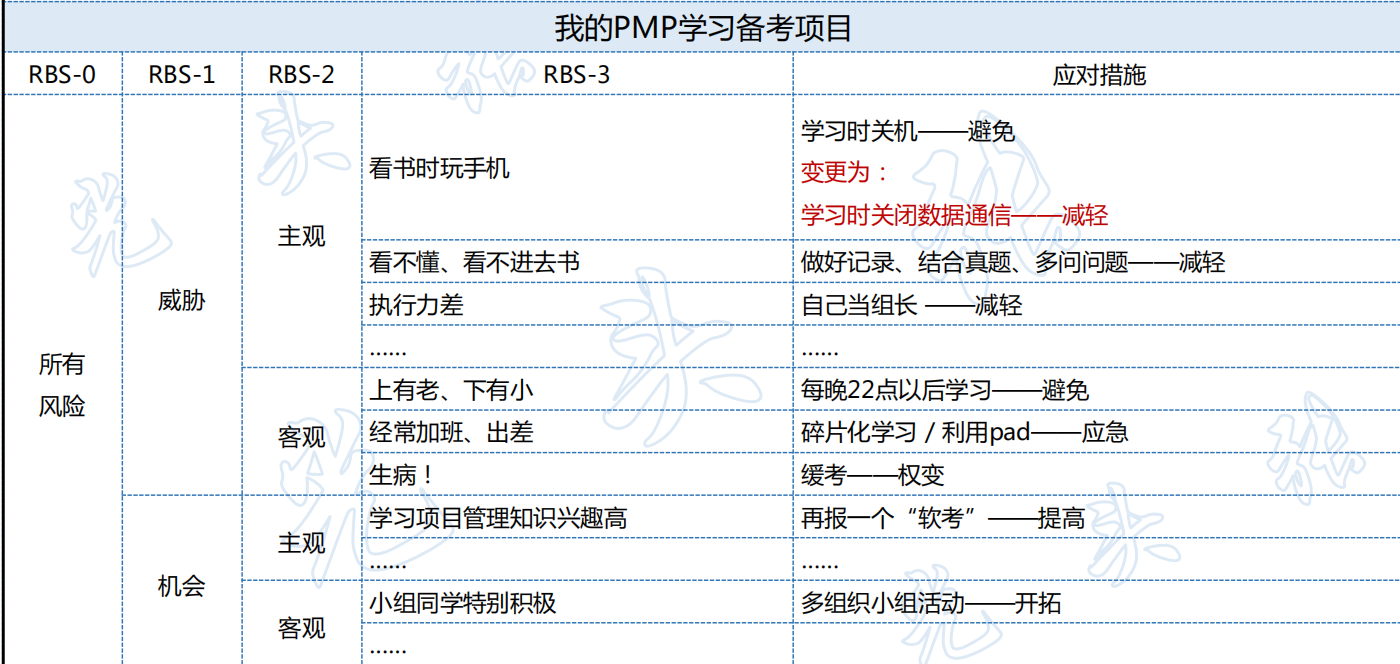 我的PMP学习备考项目
RBS-0 RBS-1 RBS-2 RBS-3 应对措施
所有
风险
威胁
主观
看书时玩手机
学习时关机——避免
变更为：
学习时关闭数据通信——减轻
看不懂、看不进去书 做好记录、结合真题、多问问题——减轻
执行力差 自己当组长 ——减轻
…… ……
客观
上有老、下有小 每晚22点以后学习——避免
经常加班、出差 碎片化学习 / 利用pad——应急
生病！ 缓考——权变
机会
主观
学习项目管理知识兴趣高 再报一个“软考”——提高
…… ……
客观
小组同学特别积极 多组织小组活动——开拓
……